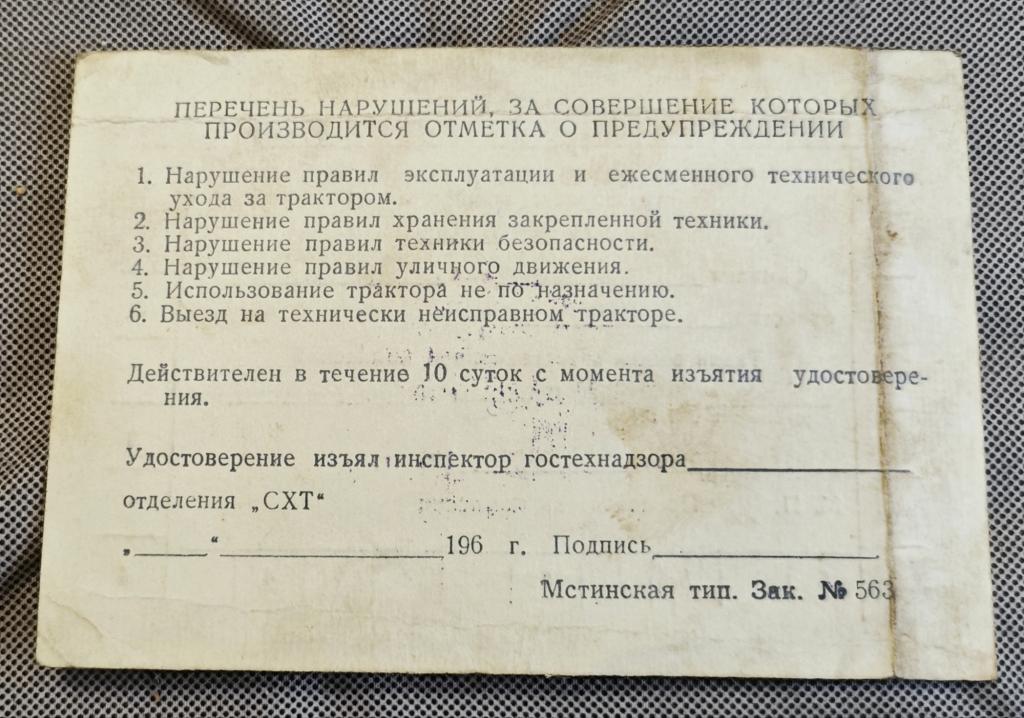 ПЕРЕЧЕНЬ НАРУШЕНИЙ, ЗА СОВЕРШЕНИЕ КОТОРЫХ
ПРОИЗВОДИТСЯ ОТМЕТКА О ПРЕДУПРЕЖДЕНИИ
1. Нарушение правил эксплуатации и ежесменного технического
ухода за трактором.
2. Нарушение правил хранения закрепленной техники.
3. Нарушение правил техники безопасности.
4. Нарушение правил уличного движения.
5. Использование трактора не по назначению.
6. Выезд на технически неисправном тракторе.
Действителен в течение 10 суток с момента изъятия удостовере-
ния.
Удостоверение изъял инспектор гостехнадзора
отделения „СХТ“
„ “ 196 г. Подпись
Мстинская тип. Зак. № 563